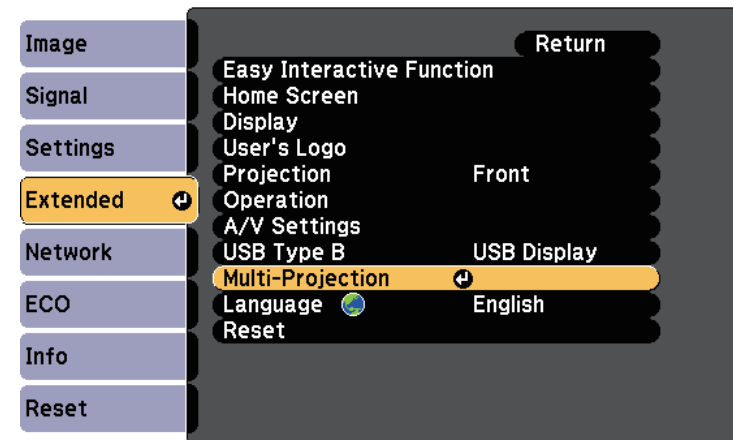 Image
Signal
Settings
Extended
Network
ECO
Info
Reset
Return
Easy Interactive Function
Home Screen
Display
User's Logo
Projection Front
Operation
A/V Settings
USB Type B USB Display
Multi-Projection
Language English
Reset